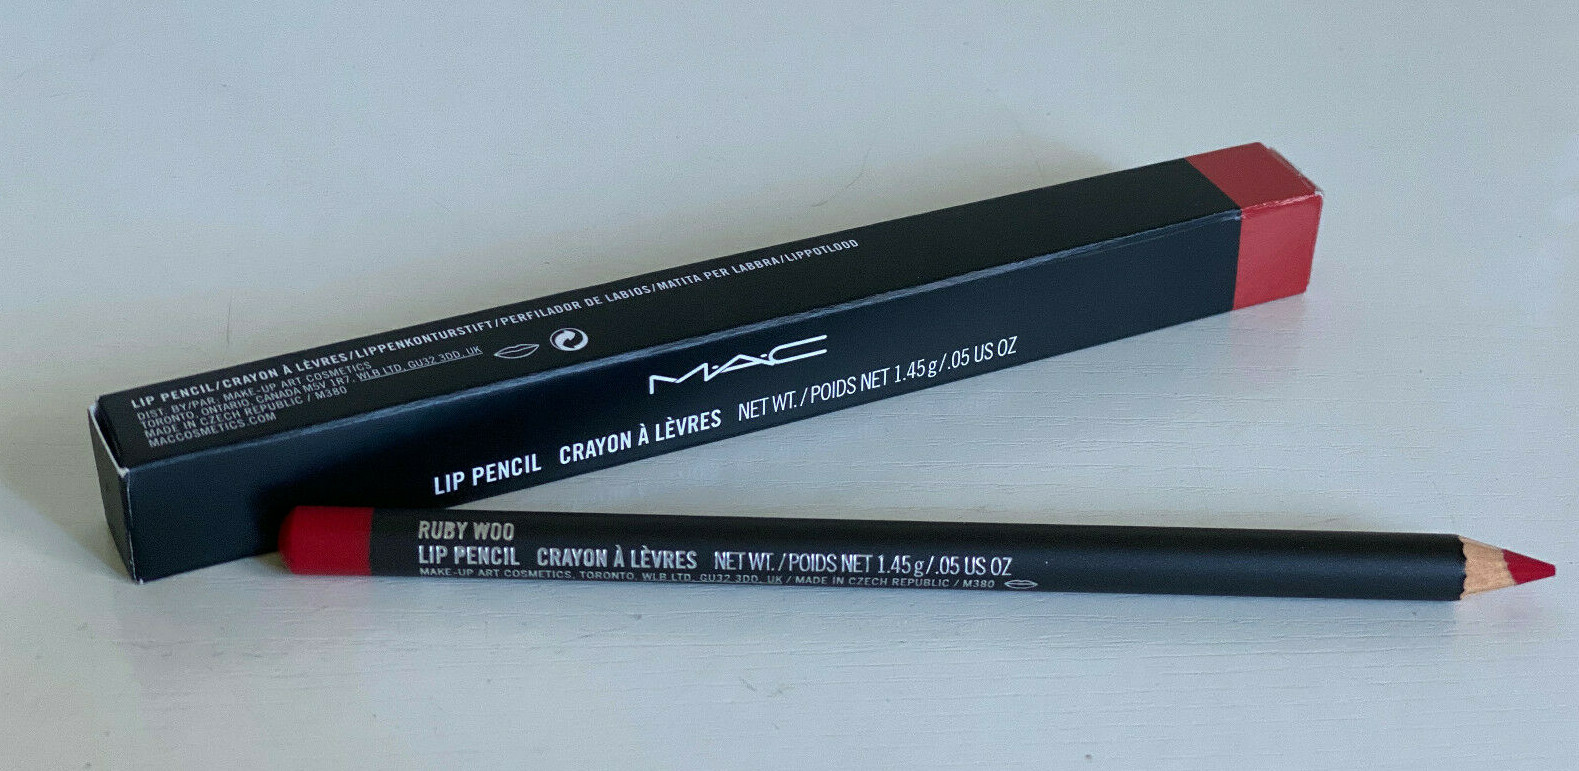 LIP PENCIL/CRAYON À LÈVRES/LIPPENKONTURSTIFT/PERFILADOR DE LABIOS/MATITA PER LABBRA/LIPPOTLOOD
DIST. BY/PAR. MAKE-UP ART COSMETICS
TORONTO, ONTARIO, CANADA M5V 1R7. WLB LTD, GU32 3DD, UK
MADE IN CZECH REPUBLIC / M380
MACCOSMETICS.COM
M·A·C
LIP PENCIL CRAYON À LÈVRES NET WT. / POIDS NET 1.45 g/.05 US OZ
RUBY WOO
LIP PENCIL CRAYON À LÈVRES NET WT. / POIDS NET 1.45 g/.05 US OZ
MAKE-UP ART COSMETICS, TORONTO, WLB LTD, GU32 3DD, UK / MADE IN CZECH REPUBLIC / M380